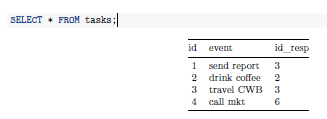 SELECT * FROM tasks;
id event id_resp
1 send report 3
2 drink coffee 2
3 travel CWB 3
4 call mkt 6